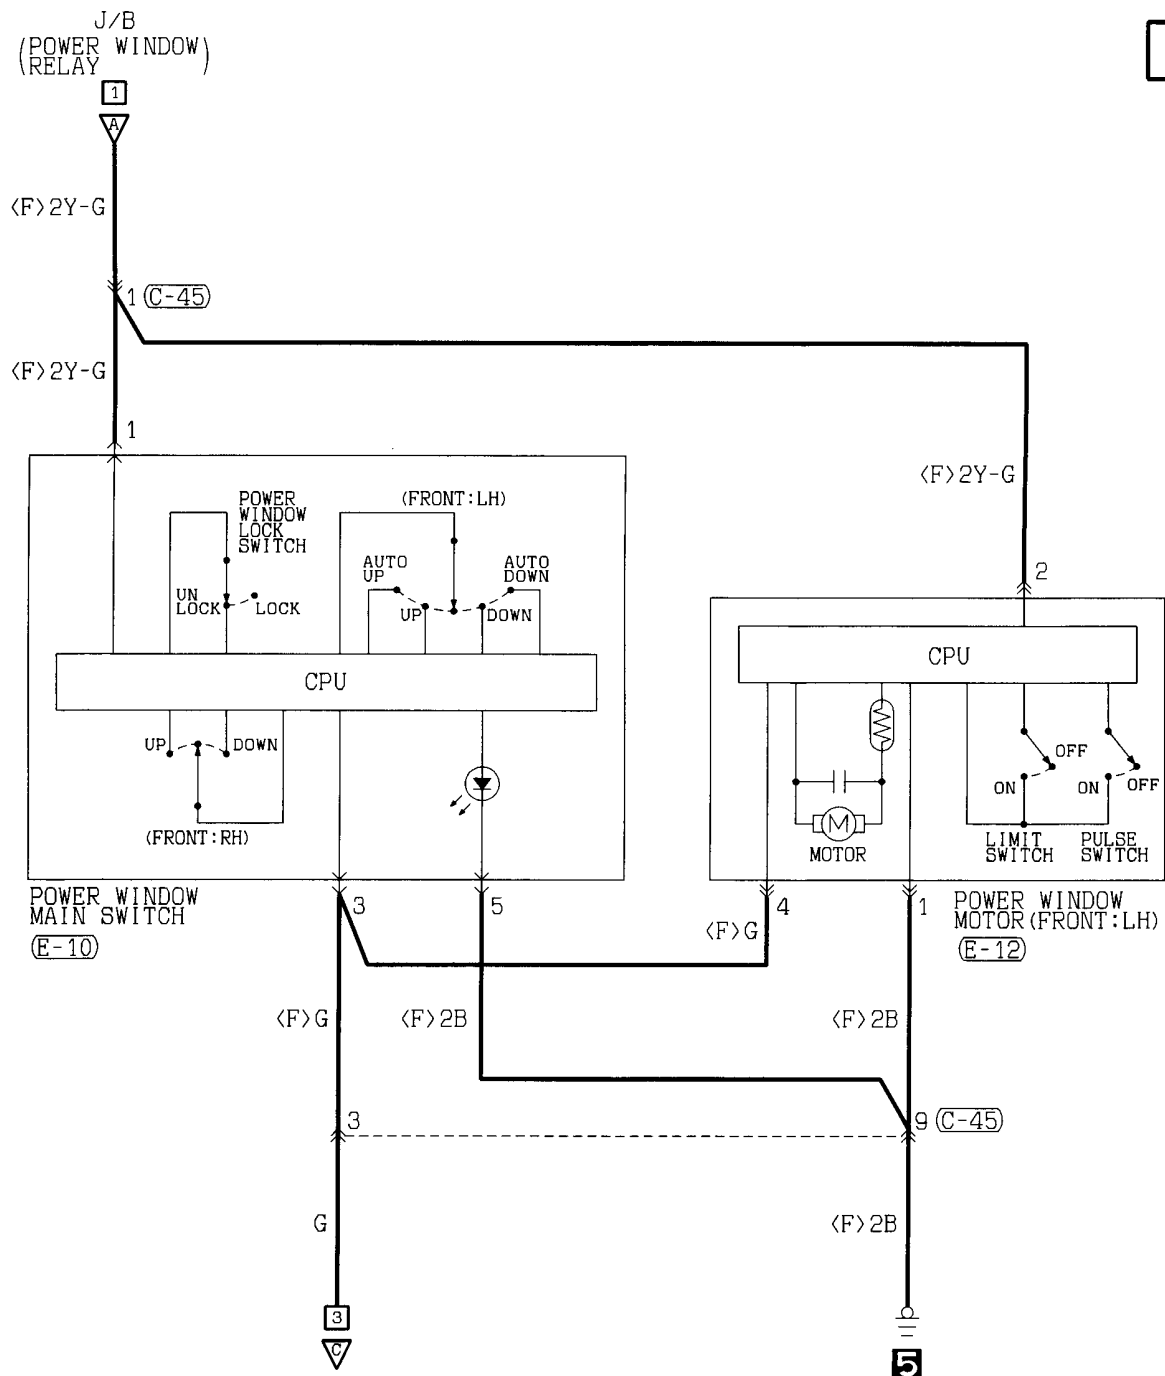 J/B
(POWER WINDOW
RELAY)
1
A
<F>2Y-G
1 (C-45)
<F>2Y-G
1
<F>2Y-G
2
POWER
WINDOW
LOCK
SWITCH
(FRONT:LH)
AUTO
UP
AUTO
DOWN
UN
LOCK
LOCK
UP
DOWN
CPU
CPU
UP
DOWN
(FRONT:RH)
OFF
ON
ON
OFF
M
MOTOR
LIMIT
SWITCH
PULSE
SWITCH
POWER WINDOW
MAIN SWITCH
(E-10)
3
5
4
1
POWER WINDOW
MOTOR(FRONT:LH)
(E-12)
<F>G
<F>G
<F>2B
<F>2B
3
9 (C-45)
G
<F>2B
3
C
5